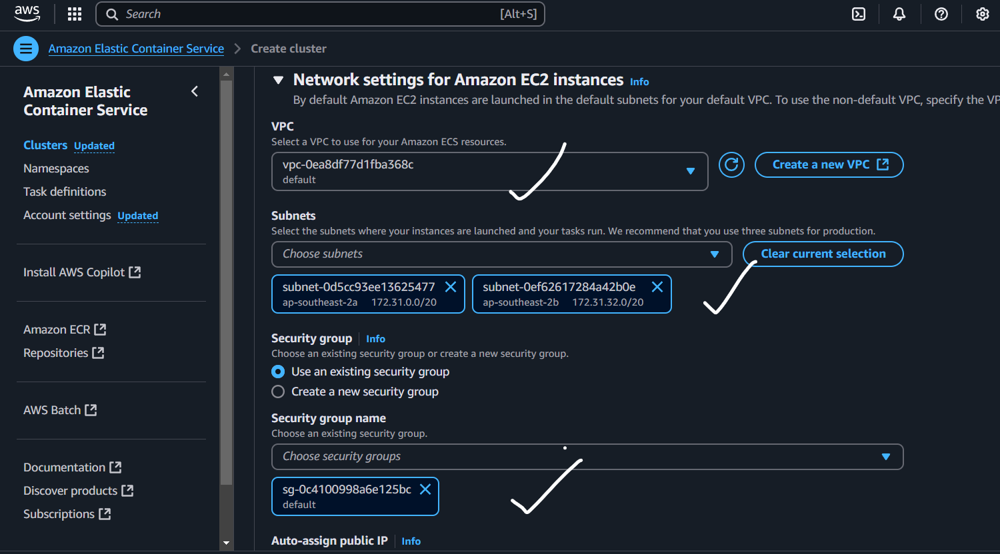 aws
Search [Alt+S]
Amazon Elastic Container Service > Create cluster
Amazon Elastic
Container Service
Clusters Updated
Namespaces
Task definitions
Account settings Updated
Install AWS Copilot
Amazon ECR
Repositories
AWS Batch
Documentation
Discover products
Subscriptions
Network settings for Amazon EC2 instances Info
By default Amazon EC2 instances are launched in the default subnets for your default VPC. To use the non-default VPC, specify the VP
VPC
Select a VPC to use for your Amazon ECS resources.
vpc-0ea8df77d1fba368c
default
Create a new VPC
Subnets
Select the subnets where your instances are launched and your tasks run. We recommend that you use three subnets for production.
Choose subnets
Clear current selection
subnet-0d5cc93ee13625477
ap-southeast-2a 172.31.0.0/20
subnet-0ef62617284a42b0e
ap-southeast-2b 172.31.32.0/20
Security group Info
Choose an existing security group or create a new security group.
Use an existing security group
Create a new security group
Security group name
Choose an existing security group.
Choose security groups
sg-0c4100998a6e125bc
default
Auto-assign public IP Info